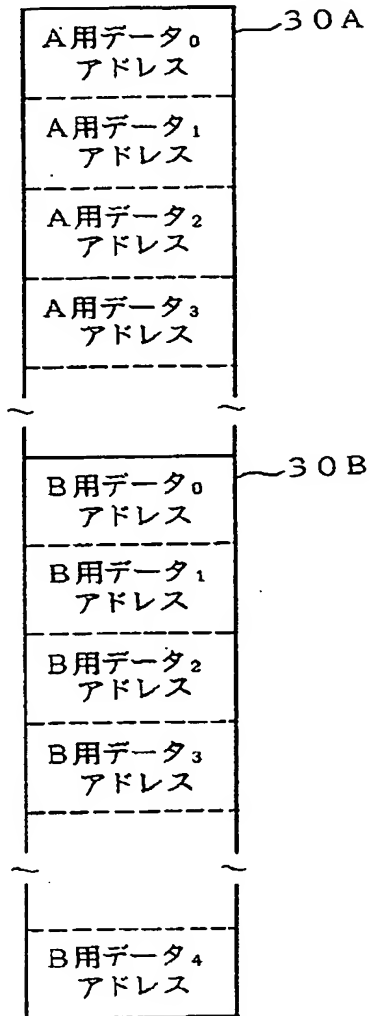 A用データ₀
アドレス
30A
A用データ₁
アドレス
A用データ₂
アドレス
A用データ₃
アドレス
~ ~
B用データ₀
アドレス
30B
B用データ₁
アドレス
B用データ₂
アドレス
B用データ₃
アドレス
~ ~
B用データ₄
アドレス